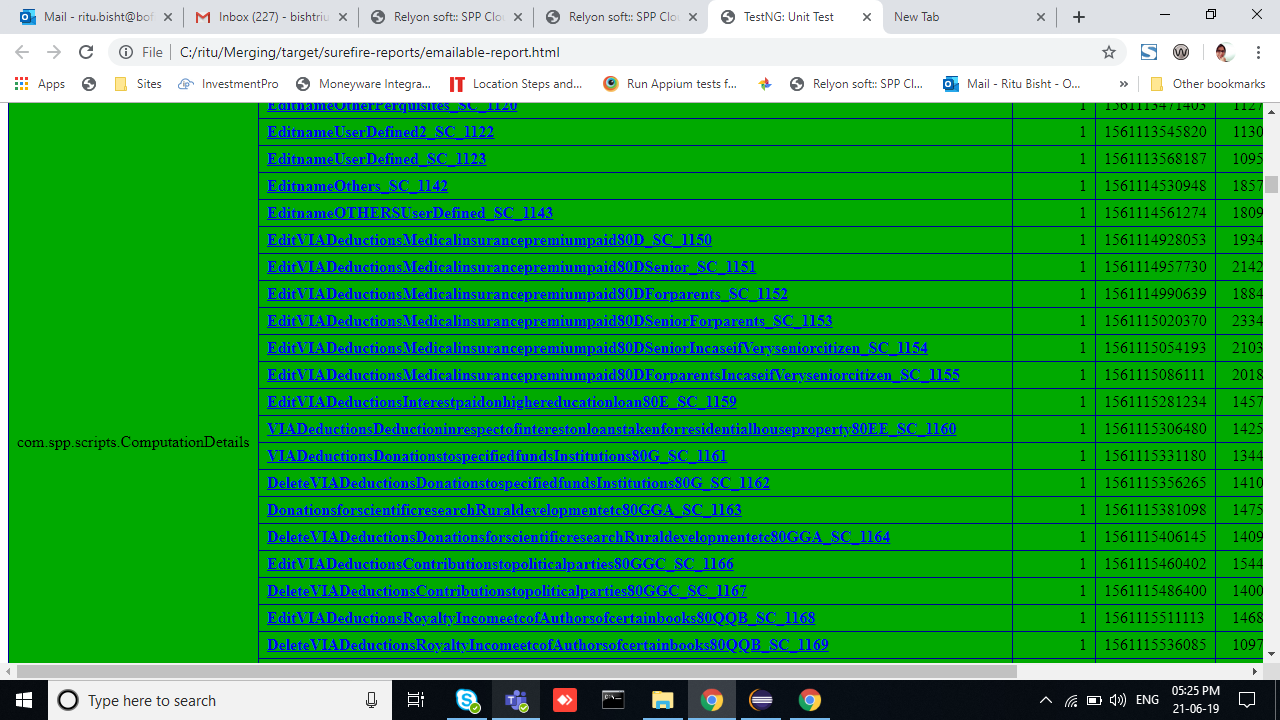 Mail - ritu.bisht@bof Inbox (227) - bishtriu Relyon soft:: SPP Clou Relyon soft:: SPP Clou TestNG: Unit Test New Tab
File C:/ritu/Merging/target/surefire-reports/emailable-report.html
Apps Sites InvestmentPro Moneyware Integra... Location Steps and... Run Appium tests f... Relyon soft:: SPP Cl... Mail - Ritu Bisht - O... » Other bookmarks
EditnameOtherPerquisites_SC_1120 1 1561113471403 1127
EditnameUserDefined2_SC_1122 1 1561113545820 1130
EditnameUserDefined_SC_1123 1 1561113568187 1095
EditnameOthers_SC_1142 1 1561114530948 1857
EditnameOTHERSUserDefined_SC_1143 1 1561114561274 1809
EditVIADeductionsMedicalinsurancepremiumpaid80D_SC_1150 1 1561114928053 1934
EditVIADeductionsMedicalinsurancepremiumpaid80DSenior_SC_1151 1 1561114957730 2142
EditVIADeductionsMedicalinsurancepremiumpaid80DForparents_SC_1152 1 1561114990639 1884
EditVIADeductionsMedicalinsurancepremiumpaid80DSeniorForparents_SC_1153 1 1561115020370 2334
EditVIADeductionsMedicalinsurancepremiumpaid80DSeniorIncaseifVeryseniorcitizen_SC_1154 1 1561115054193 2103
EditVIADeductionsMedicalinsurancepremiumpaid80DForparentsIncaseifVeryseniorcitizen_SC_1155 1 1561115086111 2018
EditVIADeductionsInterestpaidonhighereducationloan80E_SC_1159 1 1561115281234 1457
com.spp.scripts.ComputationDetails
VIADeductionsDeductioninrespectofinterestonloanstakenforresidentialhouseproperty80EE_SC_1160 1 1561115306480 1425
VIADeductionsDonationstospecifiedfundsInstitutions80G_SC_1161 1 1561115331180 1344
DeleteVIADeductionsDonationstospecifiedfundsInstitutions80G_SC_1162 1 1561115356265 1410
DonationsforscientificresearchRuraldevelopmentetc80GGA_SC_1163 1 1561115381098 1475
DeleteVIADeductionsDonationsforscientificresearchRuraldevelopmentetc80GGA_SC_1164 1 1561115406145 1409
EditVIADeductionsContributionstopoliticalparties80GGC_SC_1166 1 1561115460402 1544
DeleteVIADeductionsContributionstopoliticalparties80GGC_SC_1167 1 1561115486400 1400
EditVIADeductionsRoyaltyIncomeetcofAuthorsofcertainbooks80QQB_SC_1168 1 1561115511113 1468
DeleteVIADeductionsRoyaltyIncomeetcofAuthorsofcertainbooks80QQB_SC_1169 1 1561115536085 1097
Type here to search ENG 05:25 PM
21-06-19